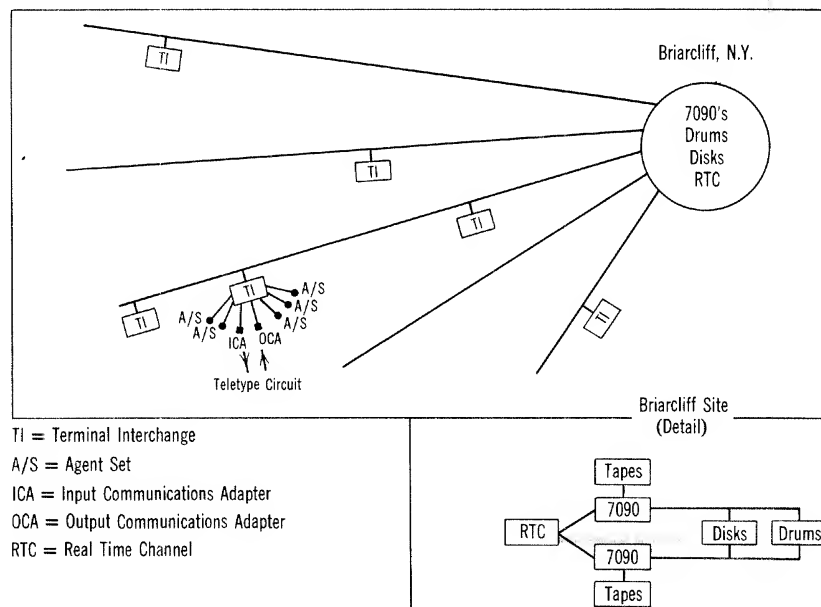 Briarcliff, N.Y.
7090's
Drums
Disks
RTC
TI
TI
TI
TI
TI
TI
A/S
A/S
A/S
A/S
A/S
ICA
OCA
Teletype Circuit
TI = Terminal Interchange
A/S = Agent Set
ICA = Input Communications Adapter
OCA = Output Communications Adapter
RTC = Real Time Channel
Briarcliff Site
(Detail)
Tapes
7090
RTC
Disks
Drums
7090
Tapes